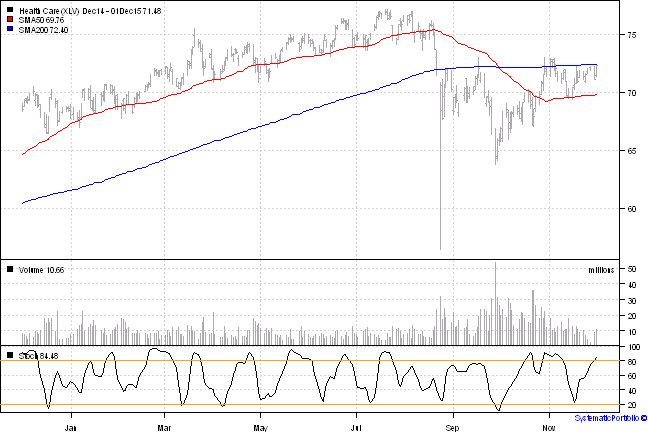 Health Care (XLV) Dec14 - 01Dec15 71.48
SMA50 69.76
SMA200 72.40
75
70
65
60
Volume 10.66
millions
50
40
30
20
10
Stoch 84.48
100
80
60
40
20
Jan Mar May Jul Sep Nov
SystematicPortfolio ©